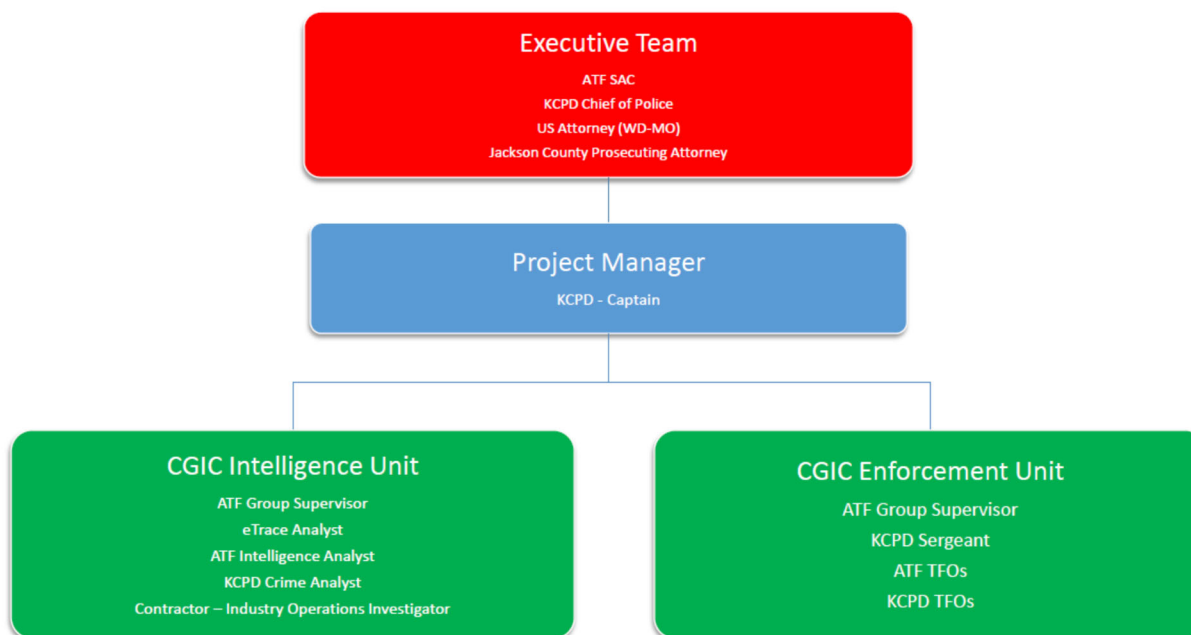 Executive Team
ATF SAC
KCPD Chief of Police
US Attorney (WD-MO)
Jackson County Prosecuting Attorney
Project Manager
KCPD - Captain
CGIC Intelligence Unit
ATF Group Supervisor
eTrace Analyst
ATF Intelligence Analyst
KCPD Crime Analyst
Contractor – Industry Operations Investigator
CGIC Enforcement Unit
ATF Group Supervisor
KCPD Sergeant
ATF TFOs
KCPD TFOs